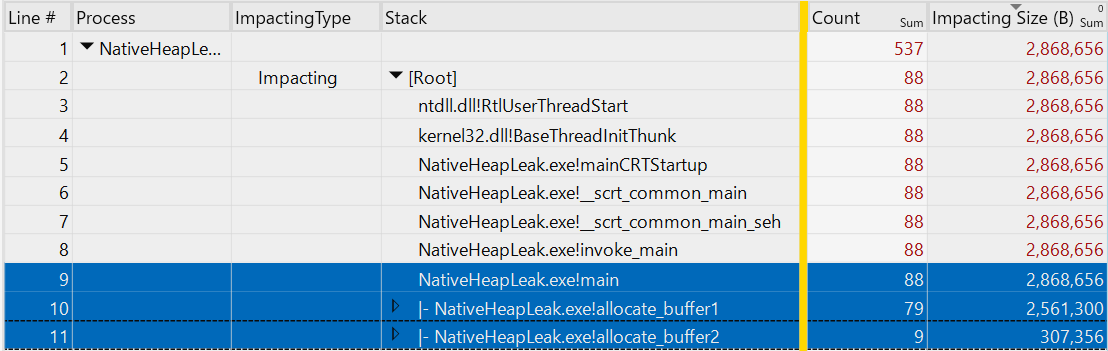 Line # Process ImpactingType Stack Count Sum Impacting Size (B) 0 Sum
1 NativeHeapLe... 537 2,868,656
2 Impacting [Root] 88 2,868,656
3 ntdll.dll!RtlUserThreadStart 88 2,868,656
4 kernel32.dll!BaseThreadInitThunk 88 2,868,656
5 NativeHeapLeak.exe!mainCRTStartup 88 2,868,656
6 NativeHeapLeak.exe!__scrt_common_main 88 2,868,656
7 NativeHeapLeak.exe!__scrt_common_main_seh 88 2,868,656
8 NativeHeapLeak.exe!invoke_main 88 2,868,656
9 NativeHeapLeak.exe!main 88 2,868,656
10 |- NativeHeapLeak.exe!allocate_buffer1 79 2,561,300
11 |- NativeHeapLeak.exe!allocate_buffer2 9 307,356